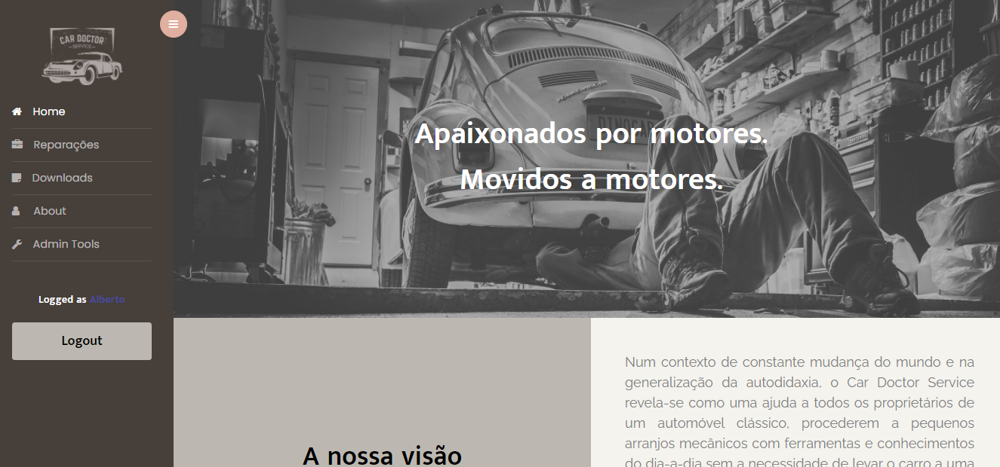 CAR DOCTOR
SERVICE
Home
Reparações
Downloads
About
Admin Tools
Logged as Alberto
Logout
DINOCAR
Apaixonados por motores.
Movidos a motores.
A nossa visão
Num contexto de constante mudança do mundo e na
generalização da autodidaxia, o Car Doctor Service
revela-se como uma ajuda a todos os proprietários de
um automóvel clássico, procederem a pequenos
arranjos mecânicos com ferramentas e conhecimentos
do dia-a-dia sem a necessidade de levar o carro a uma